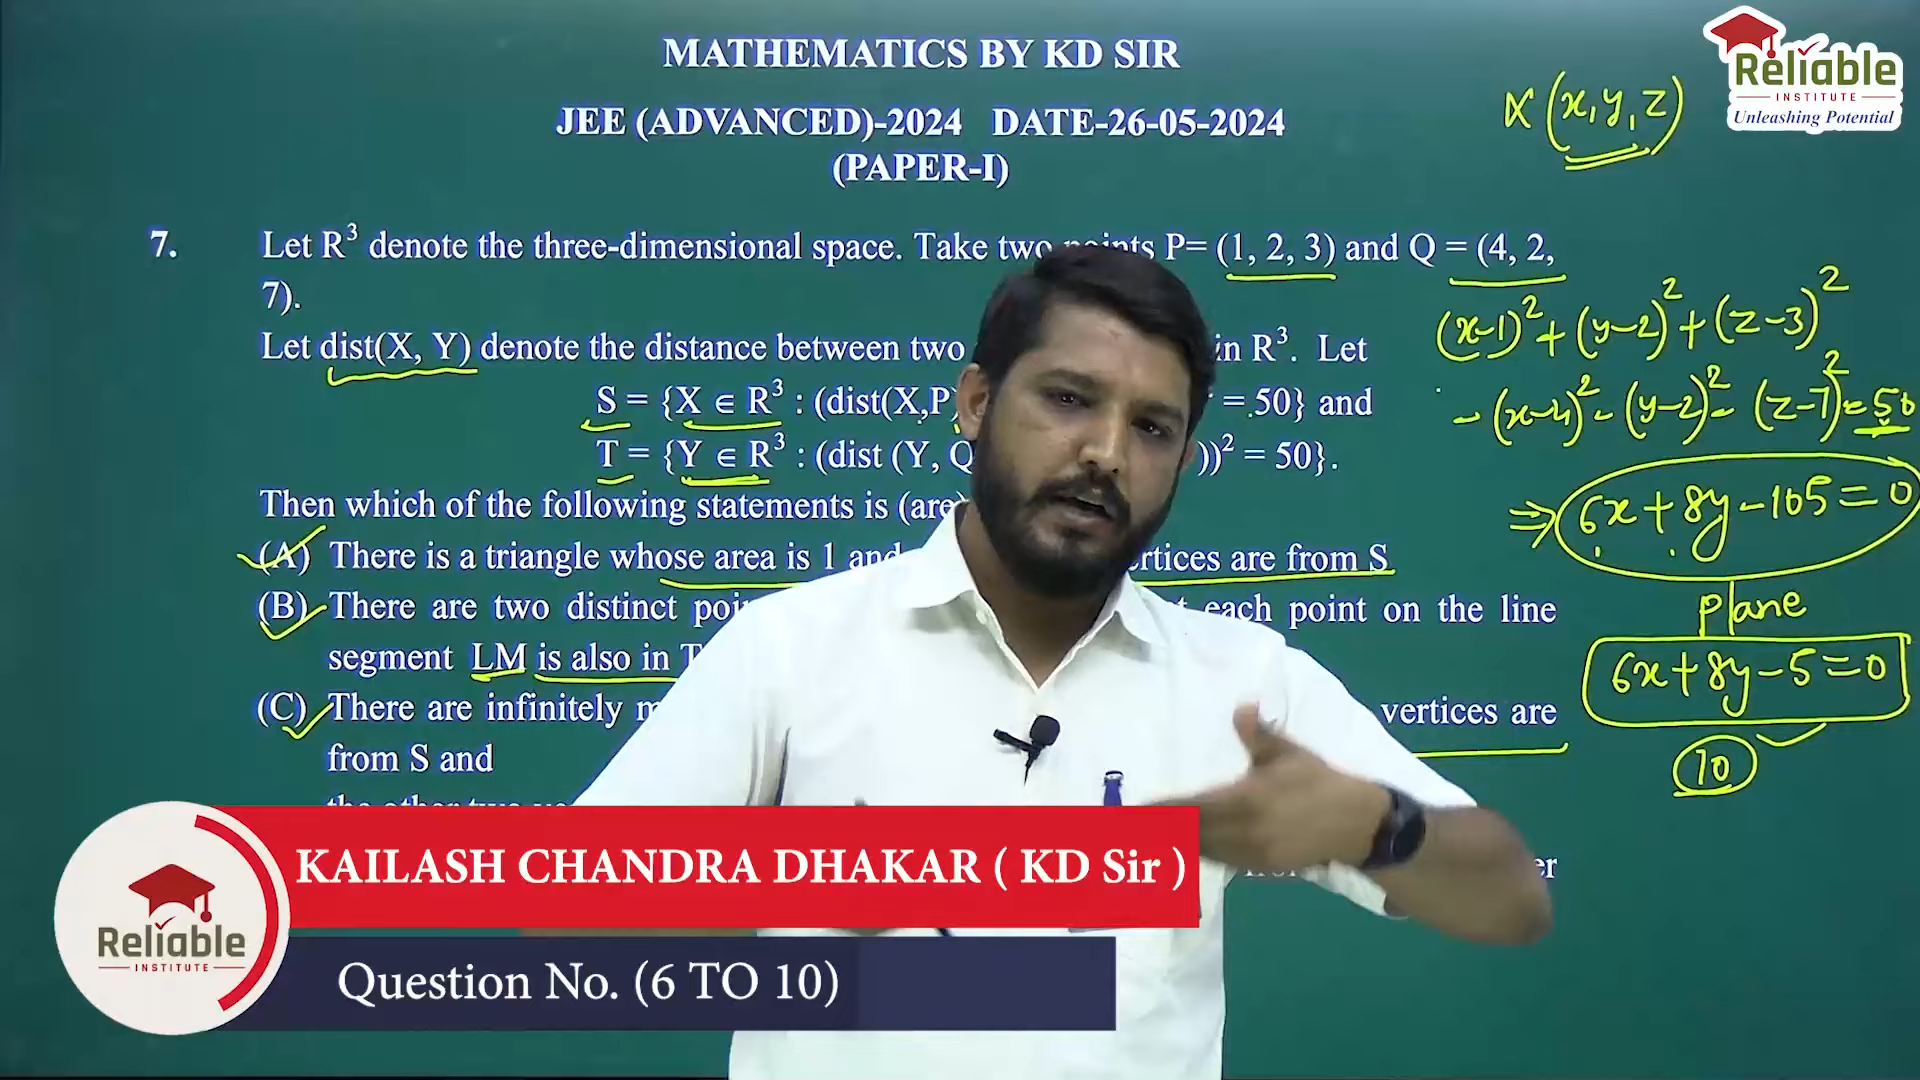 MATHEMATICS BY KD SIR
JEE (ADVANCED)-2024 DATE-26-05-2024
(PAPER-I)
Reliable
INSTITUTE
Unleashing Potential
X (x, y, z)
7. Let R³ denote the three-dimensional space. Take two points P= (1, 2, 3) and Q = (4, 2,
7).
Let dist(X, Y) denote the distance between two in R³. Let
S = {X ∈ R³ : (dist(X,P) = 50} and
T = {Y ∈ R³ : (dist (Y, Q ))² = 50}.
Then which of the following statements is (are)
(A) There is a triangle whose area is 1 and vertices are from S
(B) There are two distinct each point on the line
segment LM is also in T
(C) There are infinitely vertices are
from S and
the other two
(x-1)² + (y-2)² + (z-3)²
- (x-4)² - (y-2)² - (z-7)² = 50
⇒ 6x + 8y - 105 = 0
plane
6x + 8y - 5 = 0
10
KAILASH CHANDRA DHAKAR ( KD Sir )
Reliable
INSTITUTE
Question No. (6 TO 10)